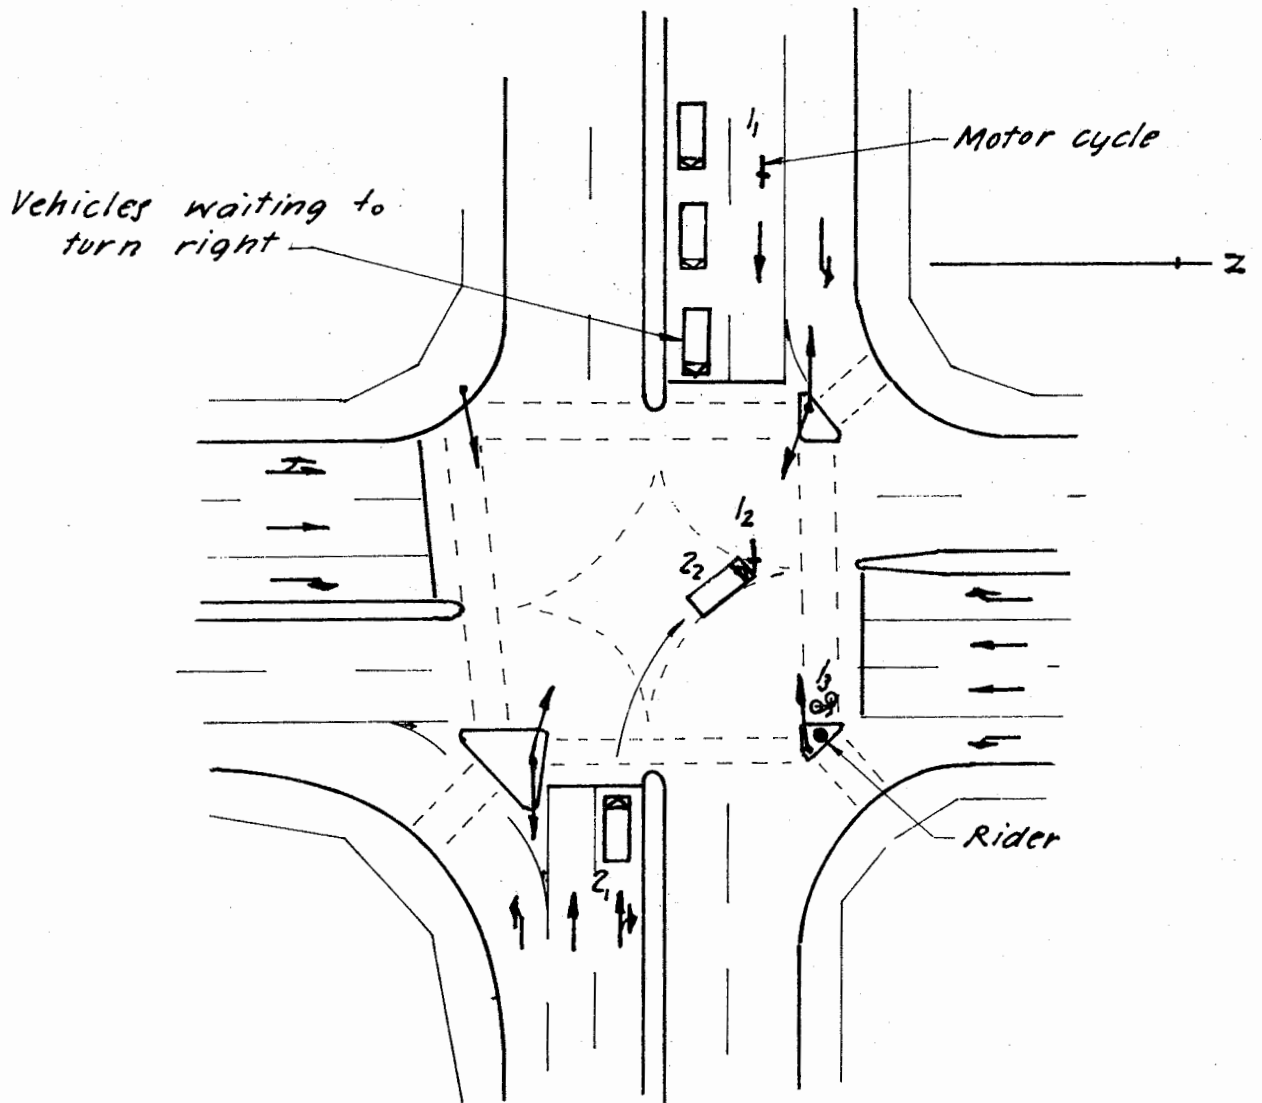 1₁
Motor cycle
Vehicles waiting to
turn right
N
1₂
2₂
1₃
Rider
2₁